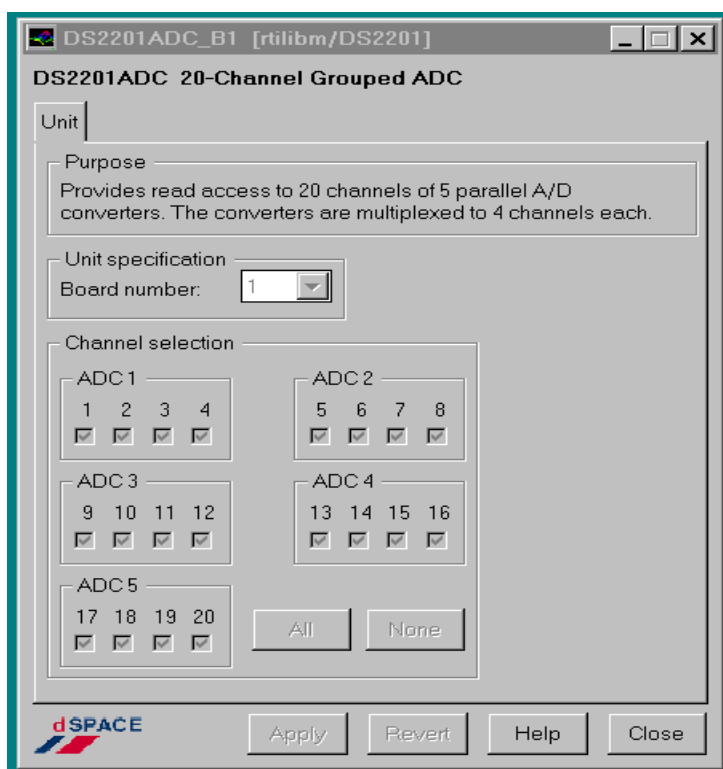 DS2201ADC_B1 [rtilibm/DS2201]
DS2201ADC 20-Channel Grouped ADC
Unit
Purpose
Provides read access to 20 channels of 5 parallel A/D
converters. The converters are multiplexed to 4 channels each.
Unit specification
Board number: 1
Channel selection
ADC 1 ADC 2
1 2 3 4 5 6 7 8
ADC 3 ADC 4
9 10 11 12 13 14 15 16
ADC 5
17 18 19 20
All None
dSPACE Apply Revert Help Close